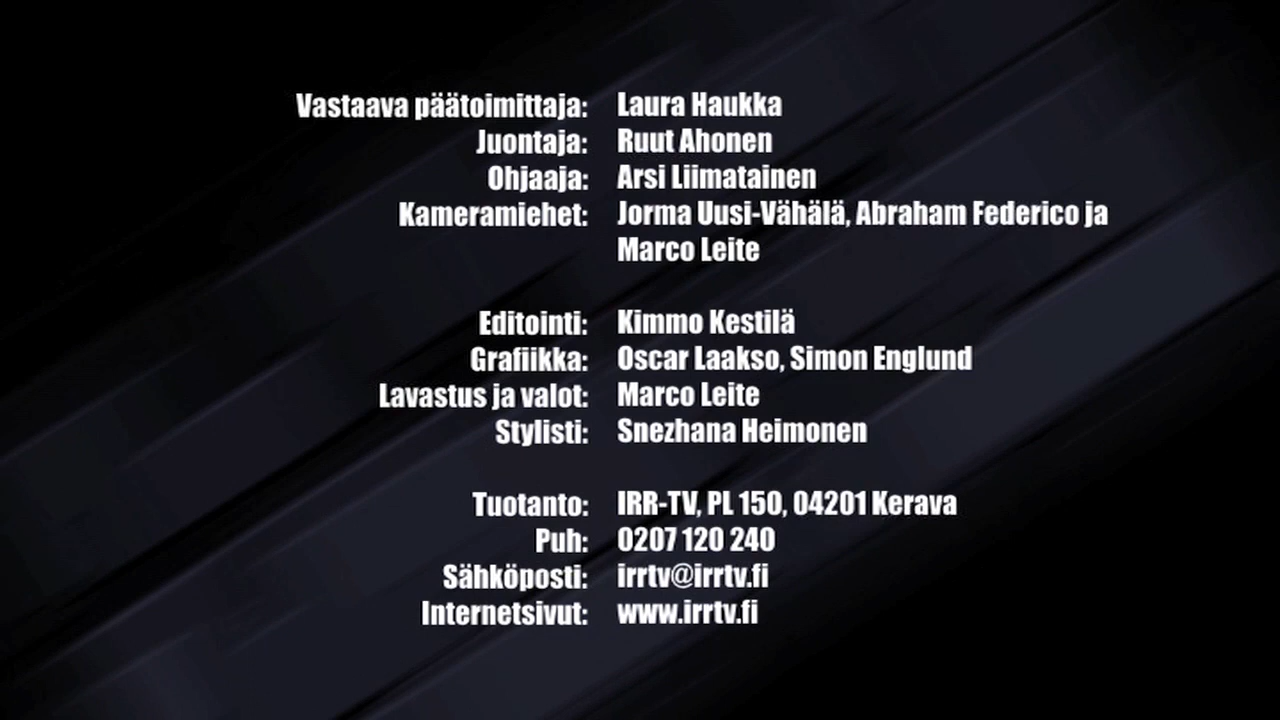 Vastaava päätoimittaja: Laura Haukka
Juontaja: Ruut Ahonen
Ohjaaja: Arsi Liimatainen
Kameramiehet: Jorma Uusi-Vähälä, Abraham Federico ja
Marco Leite
Editointi: Kimmo Kestilä
Grafiikka: Oscar Laakso, Simon Englund
Lavastus ja valot: Marco Leite
Stylisti: Snezhana Heimonen
Tuotanto: IRR-TV, PL 150, 04201 Kerava
Puh: 0207 120 240
Sähköposti: irrtv@irrtv.fi
Internetsivut: www.irrtv.fi